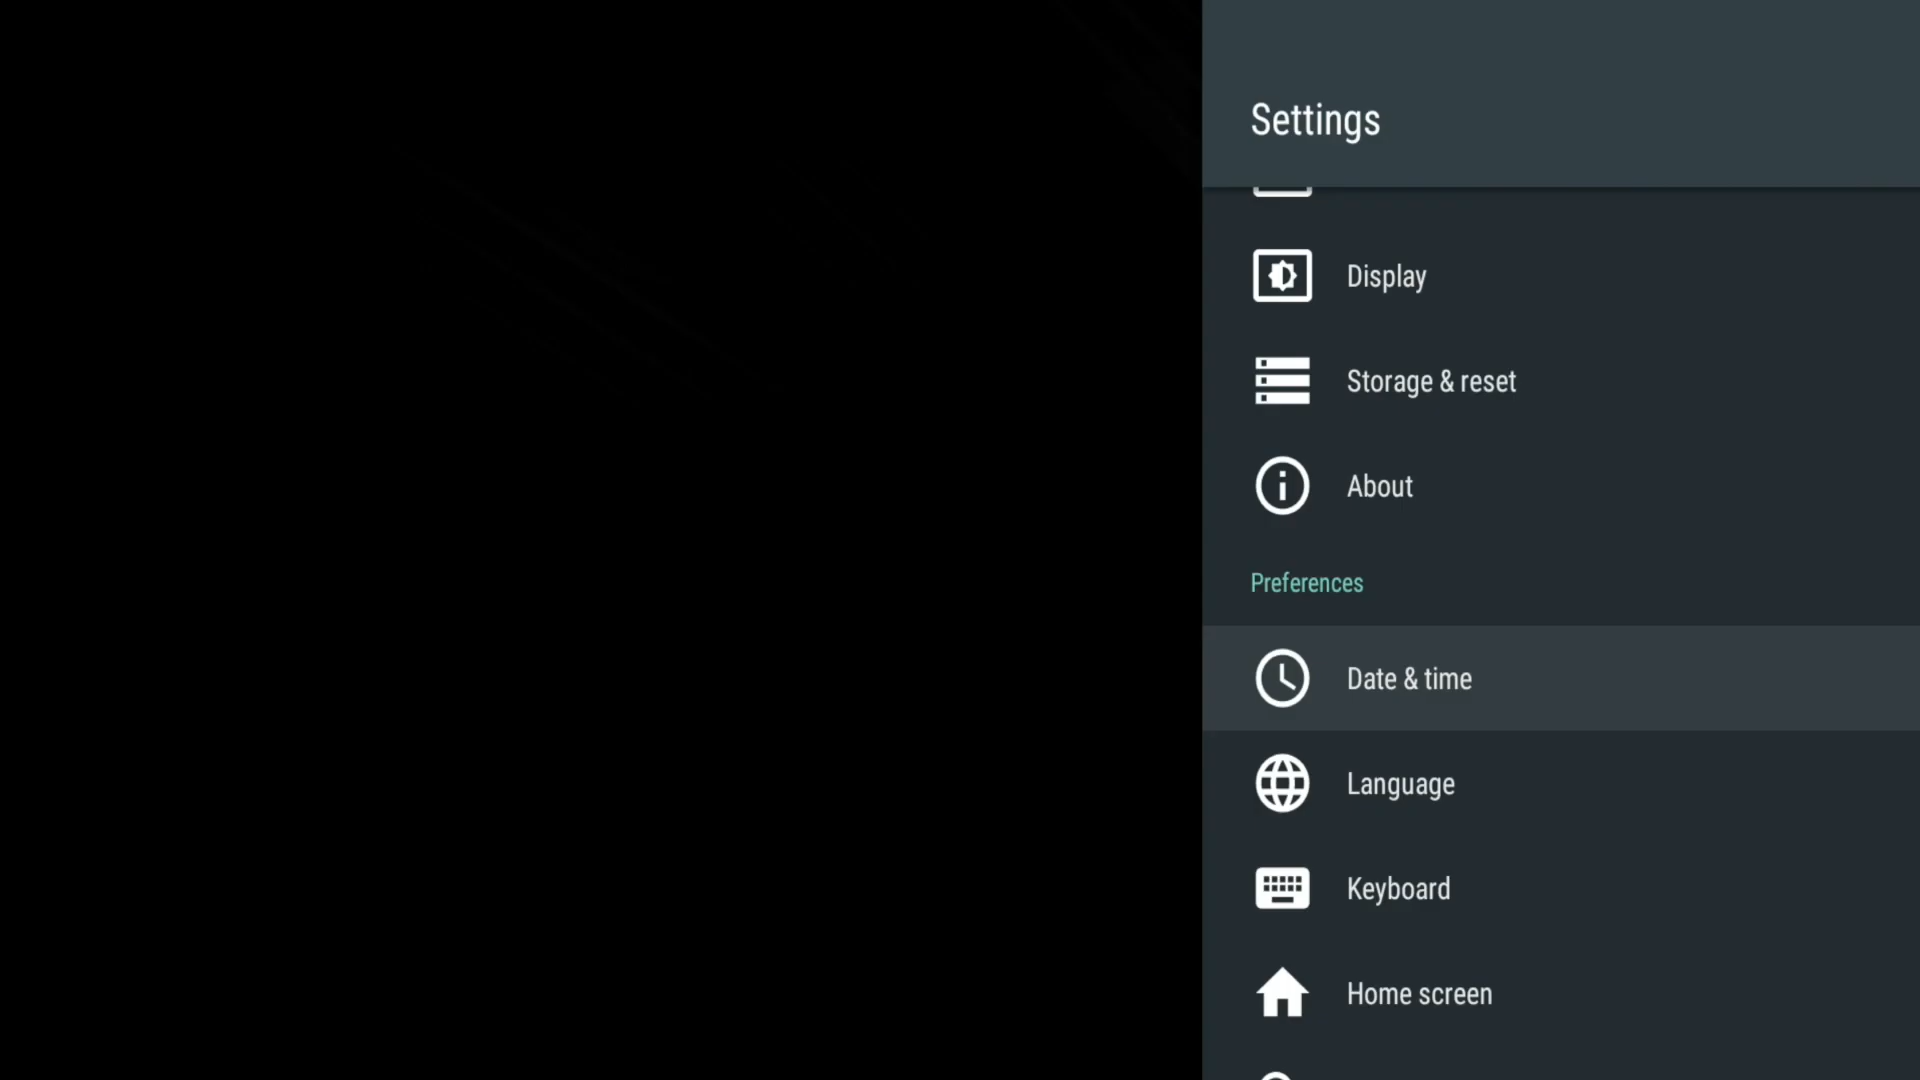 Settings
Display
Storage & reset
About
Preferences
Date & time
Language
Keyboard
Home screen